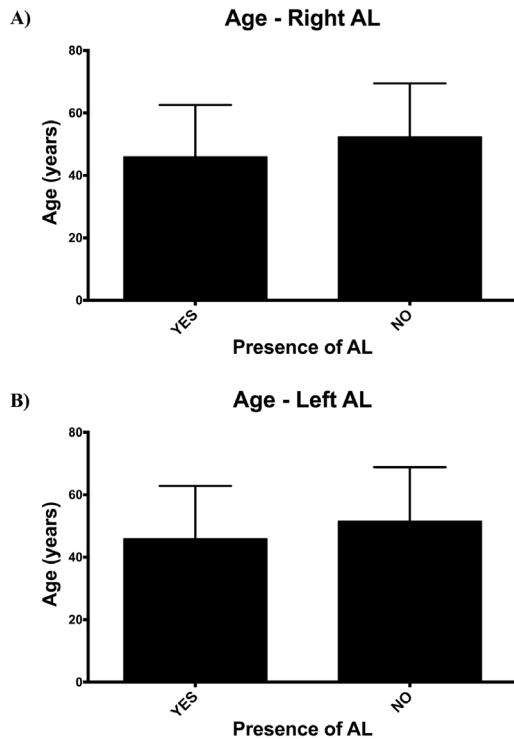 A)
Age - Right AL
80
60
40
20
0
Age (years)
YES
NO
Presence of AL
B)
Age - Left AL
80
60
40
20
0
Age (years)
YES
NO
Presence of AL